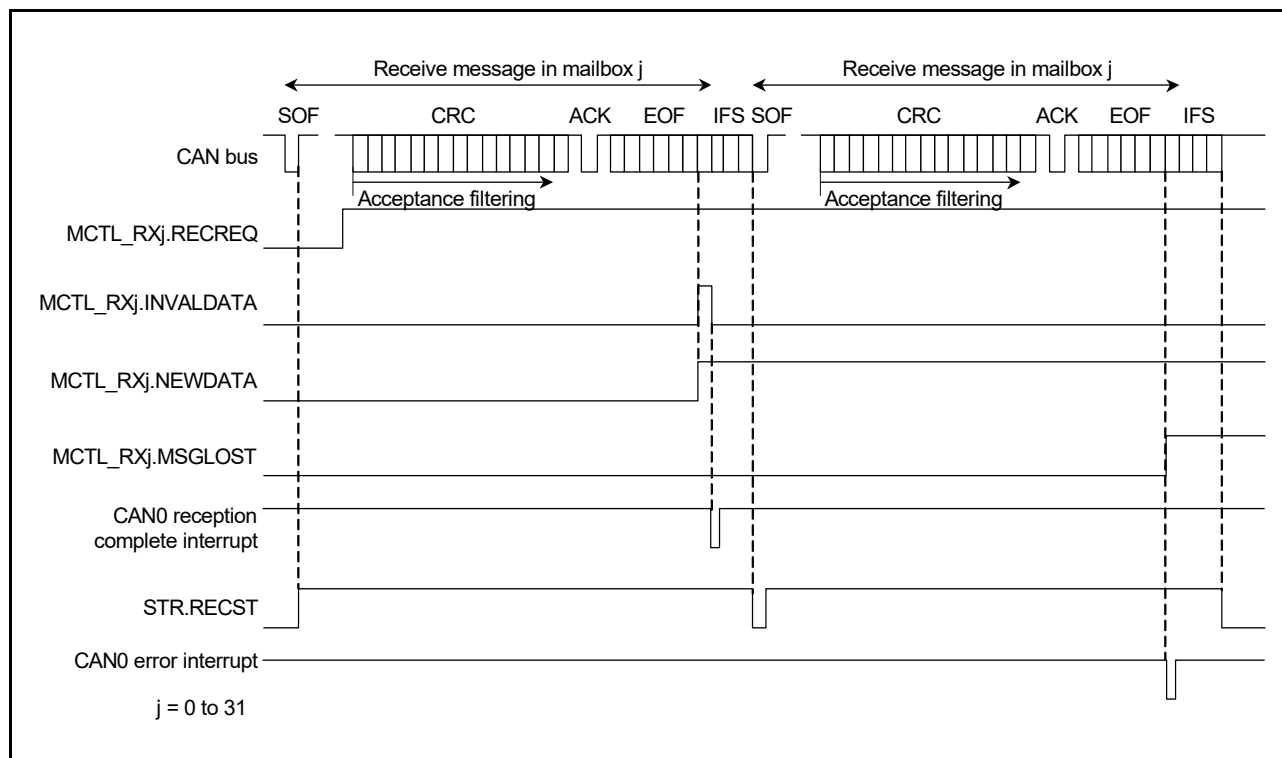 Receive message in mailbox j Receive message in mailbox j
SOF CRC ACK EOF IFS SOF CRC ACK EOF IFS
CAN bus
Acceptance filtering Acceptance filtering
MCTL_RXj.RECREQ
MCTL_RXj.INVALDATA
MCTL_RXj.NEWDATA
MCTL_RXj.MSGLOST
CAN0 reception
complete interrupt
STR.RECST
CAN0 error interrupt
j = 0 to 31